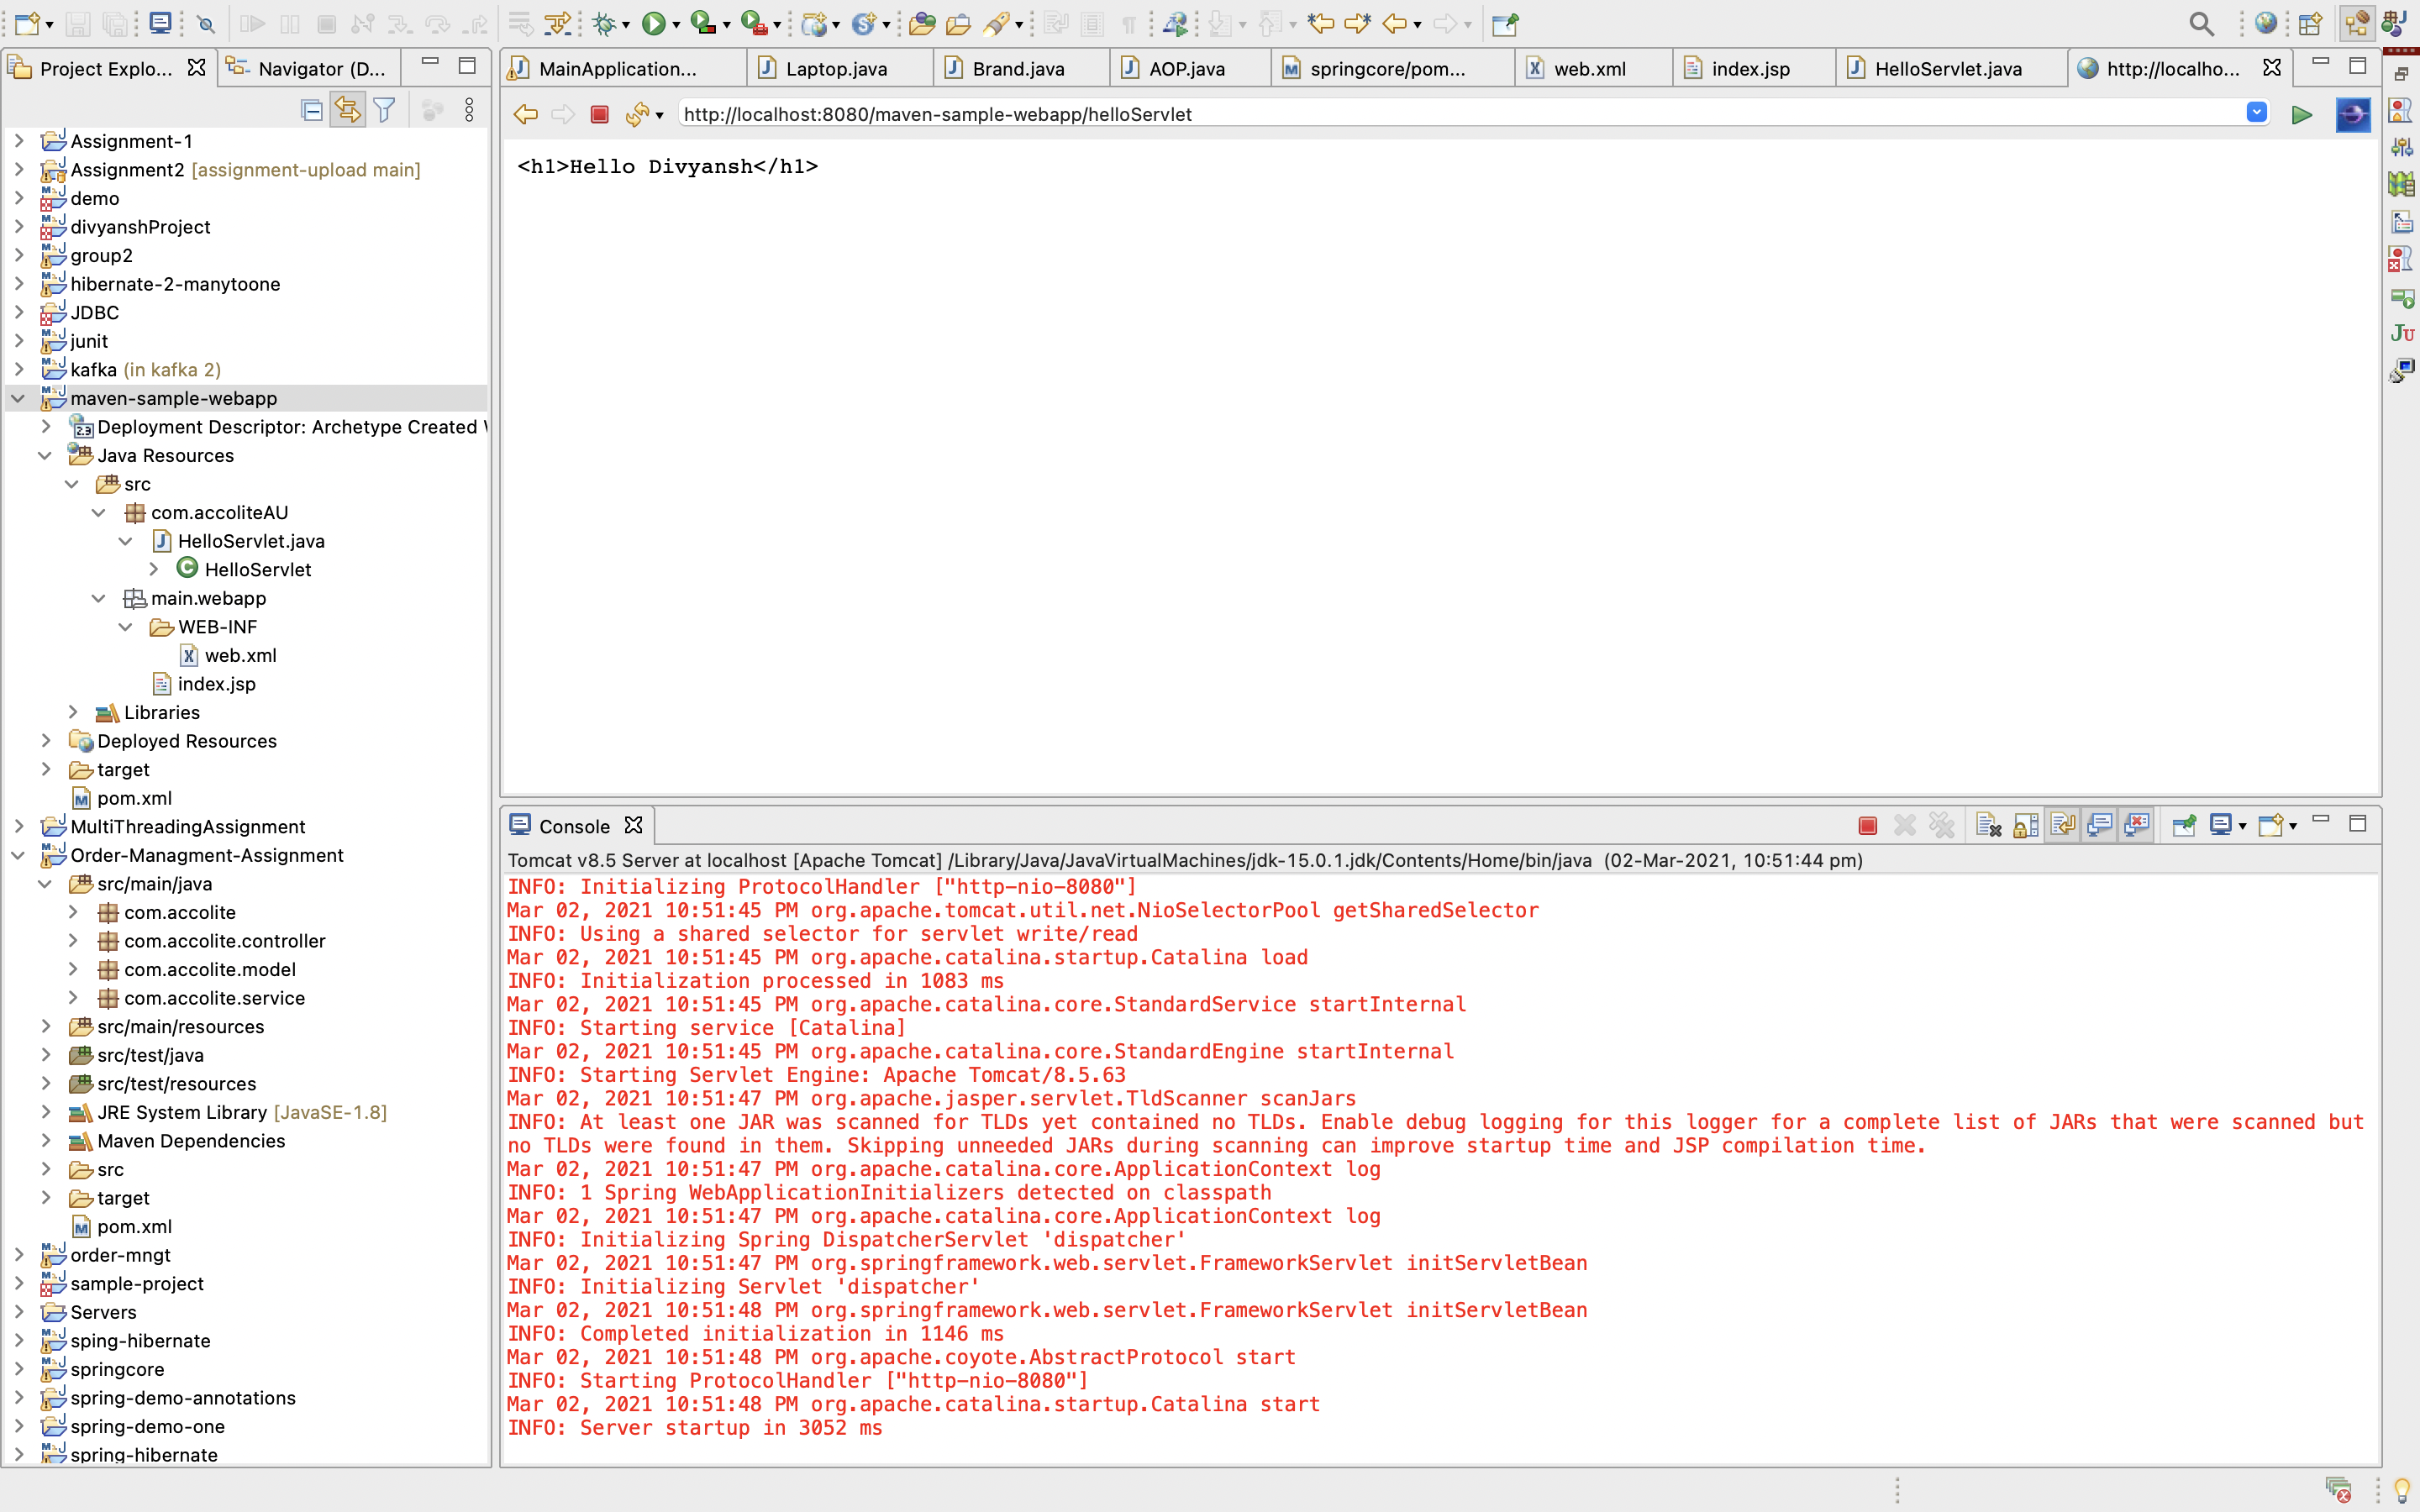 Project Explo...
Navigator (D...
MainApplication...
Laptop.java
Brand.java
AOP.java
springcore/pom...
web.xml
index.jsp
HelloServlet.java
http://localho...
http://localhost:8080/maven-sample-webapp/helloServlet
<h1>Hello Divyansh</h1>
Assignment-1
Assignment2 [assignment-upload main]
demo
divyanshProject
group2
hibernate-2-manytoone
JDBC
junit
kafka (in kafka 2)
maven-sample-webapp
Deployment Descriptor: Archetype Created
Java Resources
src
com.accoliteAU
HelloServlet.java
HelloServlet
main.webapp
WEB-INF
web.xml
index.jsp
Libraries
Deployed Resources
target
pom.xml
MultiThreadingAssignment
Order-Managment-Assignment
src/main/java
com.accolite
com.accolite.controller
com.accolite.model
com.accolite.service
src/main/resources
src/test/java
src/test/resources
JRE System Library [JavaSE-1.8]
Maven Dependencies
src
target
pom.xml
order-mngt
sample-project
Servers
sping-hibernate
springcore
spring-demo-annotations
spring-demo-one
spring-hibernate
Console
Tomcat v8.5 Server at localhost [Apache Tomcat] /Library/Java/JavaVirtualMachines/jdk-15.0.1.jdk/Contents/Home/bin/java (02-Mar-2021, 10:51:44 pm)
INFO: Initializing ProtocolHandler ["http-nio-8080"]
Mar 02, 2021 10:51:45 PM org.apache.tomcat.util.net.NioSelectorPool getSharedSelector
INFO: Using a shared selector for servlet write/read
Mar 02, 2021 10:51:45 PM org.apache.catalina.startup.Catalina load
INFO: Initialization processed in 1083 ms
Mar 02, 2021 10:51:45 PM org.apache.catalina.core.StandardService startInternal
INFO: Starting service [Catalina]
Mar 02, 2021 10:51:45 PM org.apache.catalina.core.StandardEngine startInternal
INFO: Starting Servlet Engine: Apache Tomcat/8.5.63
Mar 02, 2021 10:51:47 PM org.apache.jasper.servlet.TldScanner scanJars
INFO: At least one JAR was scanned for TLDs yet contained no TLDs. Enable debug logging for this logger for a complete list of JARs that were scanned but
no TLDs were found in them. Skipping unneeded JARs during scanning can improve startup time and JSP compilation time.
Mar 02, 2021 10:51:47 PM org.apache.catalina.core.ApplicationContext log
INFO: 1 Spring WebApplicationInitializers detected on classpath
Mar 02, 2021 10:51:47 PM org.apache.catalina.core.ApplicationContext log
INFO: Initializing Spring DispatcherServlet 'dispatcher'
Mar 02, 2021 10:51:47 PM org.springframework.web.servlet.FrameworkServlet initServletBean
INFO: Initializing Servlet 'dispatcher'
Mar 02, 2021 10:51:48 PM org.springframework.web.servlet.FrameworkServlet initServletBean
INFO: Completed initialization in 1146 ms
Mar 02, 2021 10:51:48 PM org.apache.coyote.AbstractProtocol start
INFO: Starting ProtocolHandler ["http-nio-8080"]
Mar 02, 2021 10:51:48 PM org.apache.catalina.startup.Catalina start
INFO: Server startup in 3052 ms